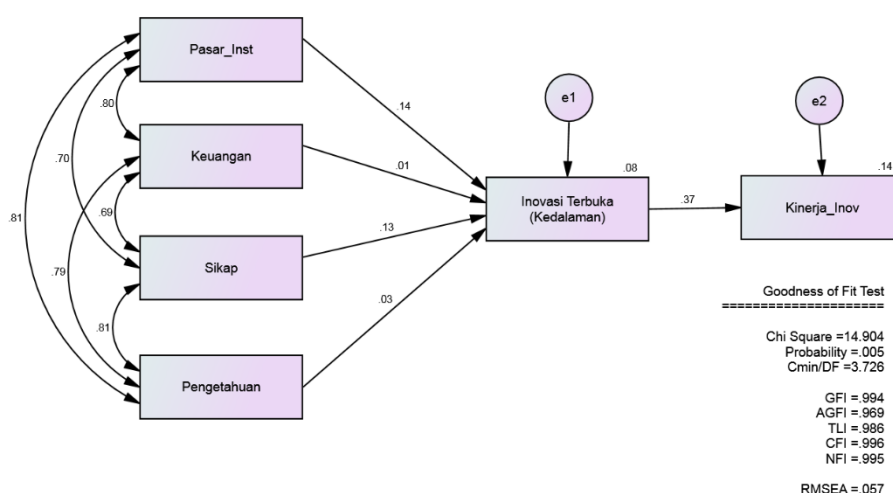 Pasar_Inst
Keuangan
Sikap
Pengetahuan
.80
.70
.69
.81
.79
.81
.14
.01
.13
.03
e1
.08
Inovasi Terbuka
(Kedalaman)
.37
e2
.14
Kinerja_Inov
Goodness of Fit Test
=====================
Chi Square =14.904
Probability =.005
Cmin/DF =3.726
GFI =.994
AGFI =.969
TLI =.986
CFI =.996
NFI =.995
RMSEA =.057